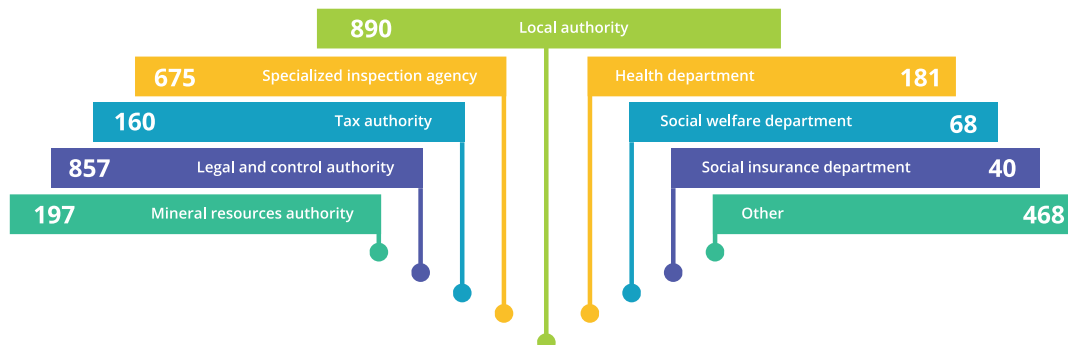 890 Local authority
675 Specialized inspection agency
Health department 181
160 Tax authority
Social welfare department 68
857 Legal and control authority
Social insurance department 40
197 Mineral resources authority
Other 468